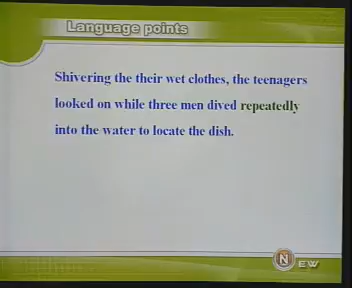 Language points
Shivering the their wet clothes, the teenagers
looked on while three men dived repeatedly
into the water to locate the dish.
N EW